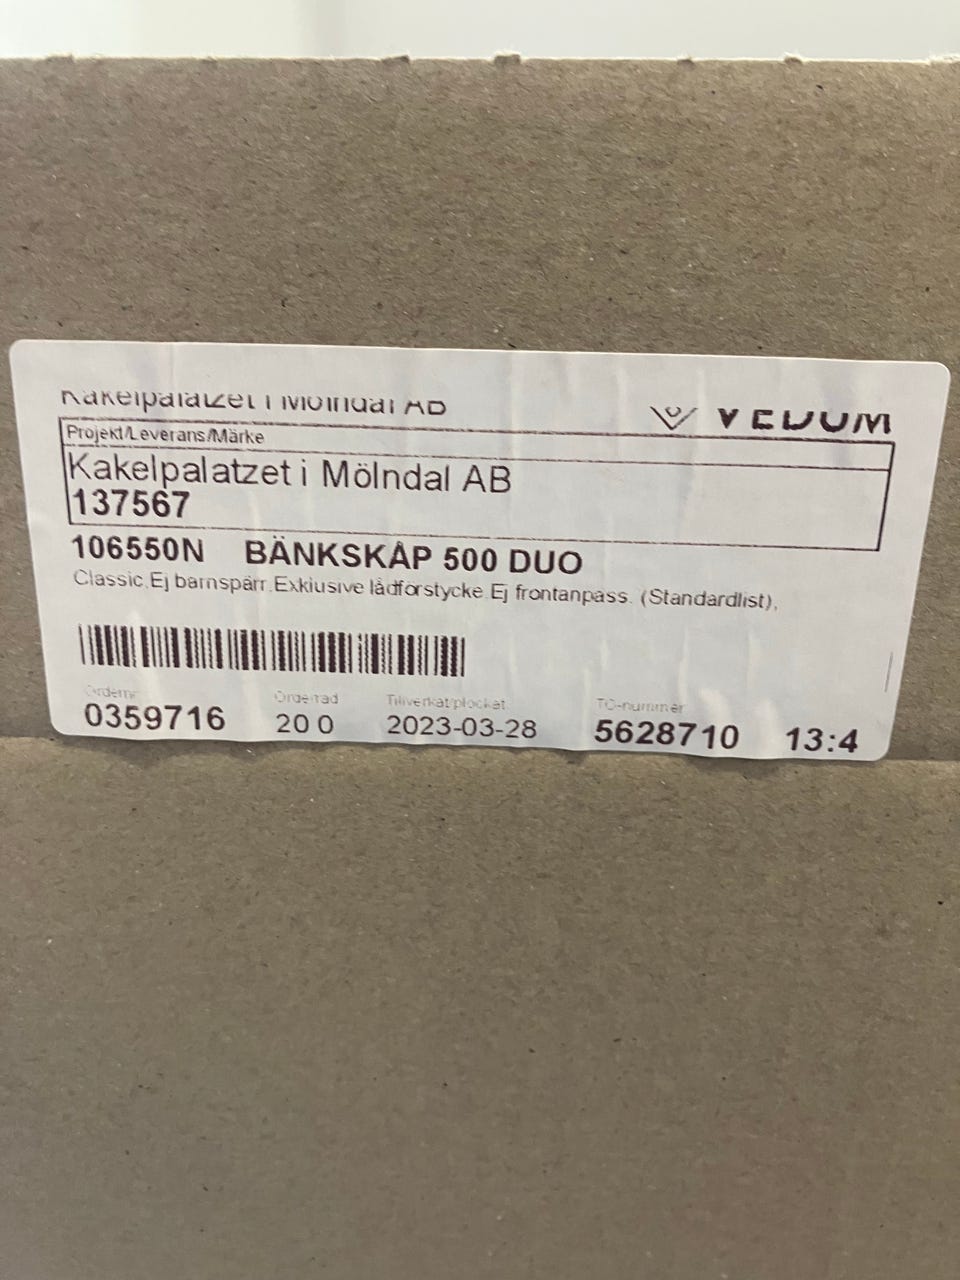 Kakelpalatzet i Mölndal AB
VEDUM
Projekt/Leverans/Märke
Kakelpalatzet i Mölndal AB
137567
106550N BÄNKSKÅP 500 DUO
Classic,Ej barnspärr,Exklusive lådförstycke,Ej frontanpass. (Standardlist),
Ordernr Orderrad Tillverkat/plockat TO-nummer
0359716 20 0 2023-03-28 5628710 13:4